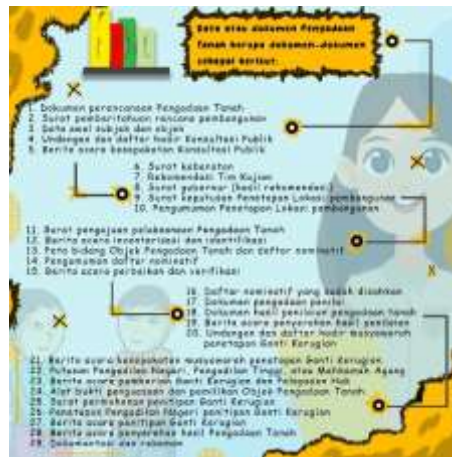 Data atau dokumen Pengadaan
Tanah berupa dokumen-dokumen
sebagai berikut:
1. Dokumen perencanaan Pengadaan Tanah
2. Surat pemberitahuan rencana pembangunan
3. Data awal subjek dan objek
4. Undangan dan daftar hadir Konsultasi Publik
5. Berita acara kesepakatan Konsultasi Publik
6. Surat keberatan
7. Rekomendasi Tim Kajian
8. Surat gubernur (hasil rekomendasi)
9. Surat keputusan Penetapan Lokasi pembangunan
10. Pengumuman Penetapan Lokasi pembangunan
11. Surat pengajuan pelaksanaan Pengadaan Tanah
12. Berita acara inventarisasi dan identifikasi
13. Peta bidang Objek Pengadaan Tanah dan daftar nominatif
14. Pengumuman daftar nominatif
15. Berita acara perbaikan dan verifikasi
16. Daftar nominatif yang sudah disahkan
17. Dokumen pengadaan penilai
18. Dokumen hasil penilaian pengadaan tanah
19. Berita acara penyerahan hasil penilaian
20. Undangan dan daftar hadir musyawarah
penetapan Ganti Kerugian
21. Berita acara kesepakatan musyawarah penetapan Ganti Kerugian
22. Putusan Pengadilan Negeri, Pengadilan Tinggi, atau Mahkamah Agung
23. Berita acara pemberian Ganti Kerugian dan Pelepasan Hak
24. Alat bukti penguasaan dan pemilikan Objek Pengadaan Tanah
25. Surat permohonan penitipan Ganti Kerugian
26. Penetapan Pengadilan Negeri penitipan Ganti Kerugian
27. Berita acara penitipan Ganti Kerugian
28. Berita acara penyerahan hasil Pengadaan Tanah
29. Dokumentasi dan rekaman